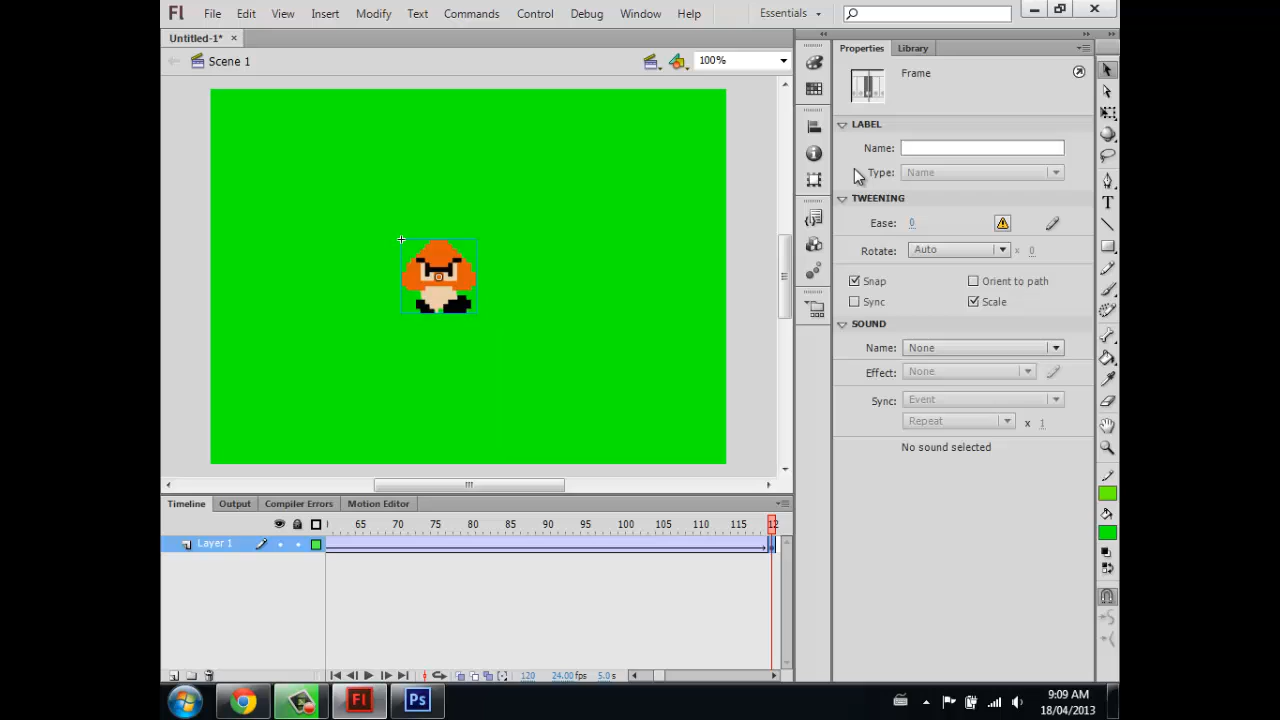 Fl File Edit View Insert Modify Text Commands Control Debug Window Help Essentials
Untitled-1* ×
Scene 1 100%
Properties Library
Frame
LABEL
Name:
Type: Name
TWEENING
Ease: 0
Rotate: Auto x 0
Snap Orient to path
Sync Scale
SOUND
Name: None
Effect: None
Sync: Event
Repeat x 1
No sound selected
Timeline Output Compiler Errors Motion Editor
65 70 75 80 85 90 95 100 105 110 115 12
Layer 1
120 24.00 fps 5.0 s
Fl Ps
9:09 AM
18/04/2013